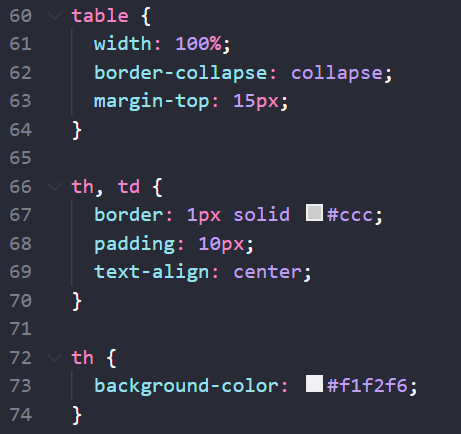 60 table {
61 width: 100%;
62 border-collapse: collapse;
63 margin-top: 15px;
64 }
65
66 th, td {
67 border: 1px solid #ccc;
68 padding: 10px;
69 text-align: center;
70 }
71
72 th {
73 background-color: #f1f2f6;
74 }